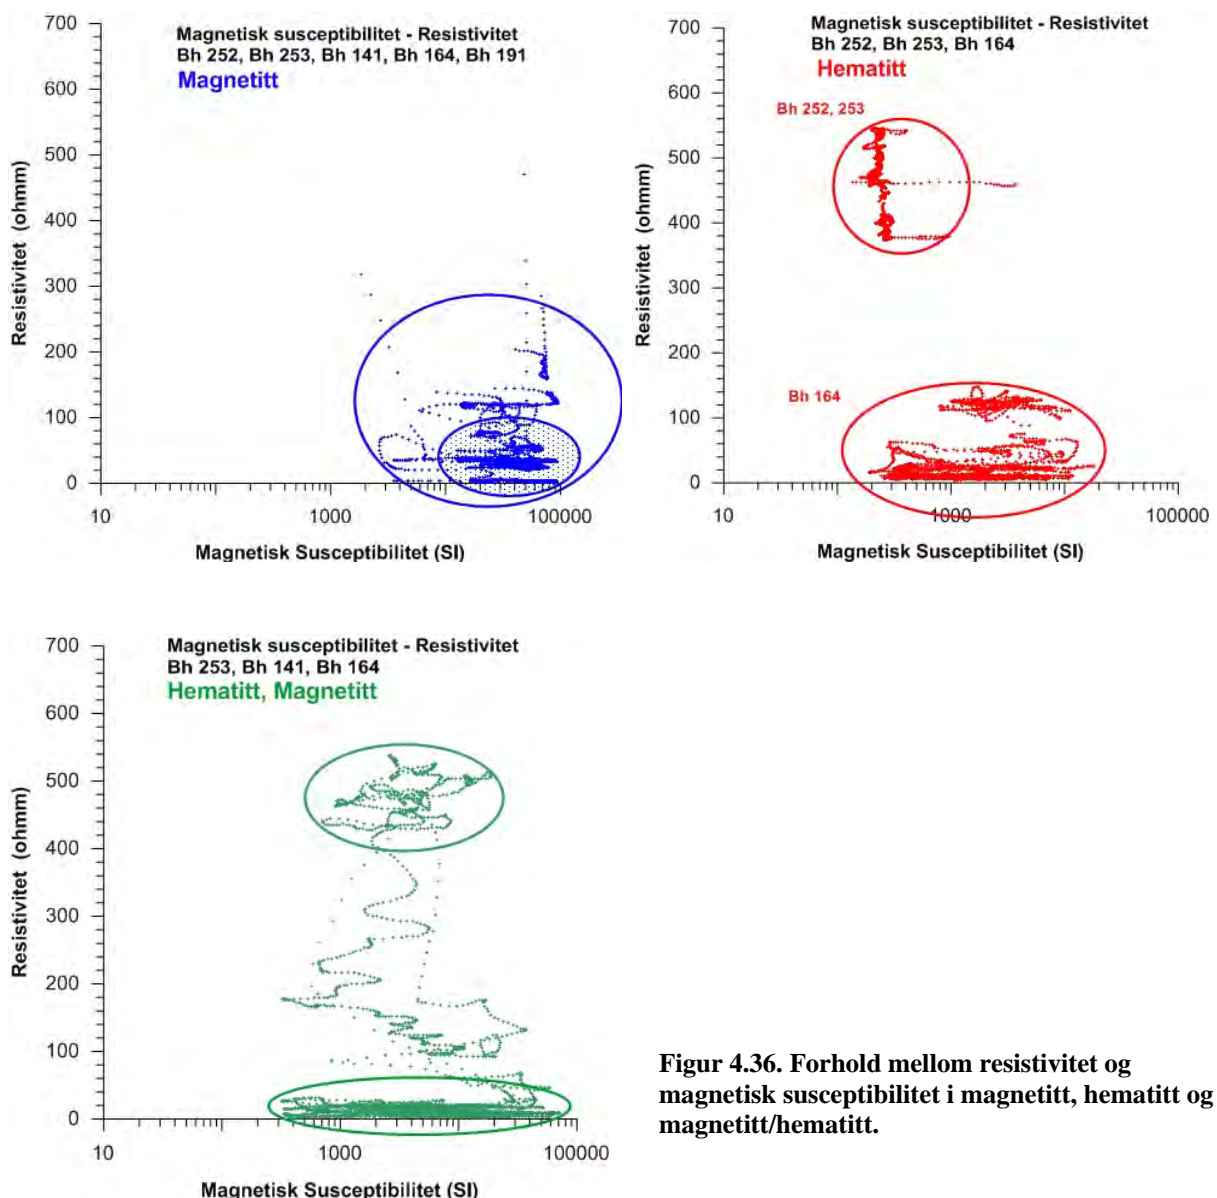 Magnetisk susceptibilitet - Resistivitet
Bh 252, Bh 253, Bh 141, Bh 164, Bh 191
Magnetitt
700
600
500
400
300
200
100
0
Resistivitet (ohmm)
10
1000
100000
Magnetisk Susceptibilitet (SI)
Magnetisk susceptibilitet - Resistivitet
Bh 252, Bh 253, Bh 164
Hematitt
Bh 252, 253
Bh 164
700
600
500
400
300
200
100
0
Resistivitet (ohmm)
10
1000
100000
Magnetisk Susceptibilitet (SI)
Magnetisk susceptibilitet - Resistivitet
Bh 253, Bh 141, Bh 164
Hematitt, Magnetitt
700
600
500
400
300
200
100
0
Resistivitet (ohmm)
10
1000
100000
Magnetisk Susceptibilitet (SI)
Figur 4.36. Forhold mellom resistivitet og
magnetisk susceptibilitet i magnetitt, hematitt og
magnetitt/hematitt.